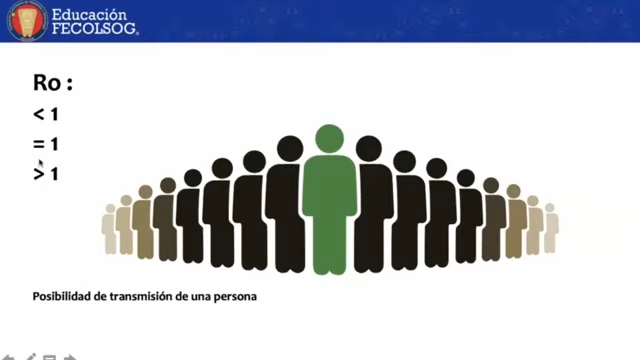 Educación
FECOLSOG
Ro :
< 1
= 1
> 1
Posibilidad de transmisión de una persona